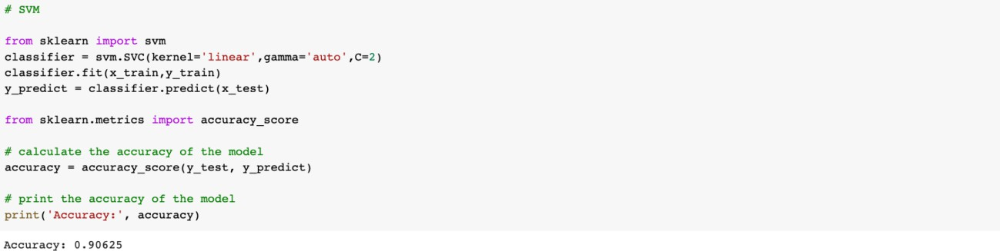 # SVM
from sklearn import svm
classifier = svm.SVC(kernel='linear',gamma='auto',C=2)
classifier.fit(x_train,y_train)
y_predict = classifier.predict(x_test)
from sklearn.metrics import accuracy_score
# calculate the accuracy of the model
accuracy = accuracy_score(y_test, y_predict)
# print the accuracy of the model
print('Accuracy:', accuracy)
Accuracy: 0.90625